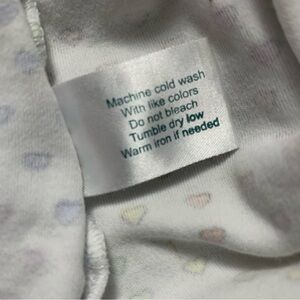 Machine cold wash
With like colors
Do not bleach
Tumble dry low
Warm iron if needed